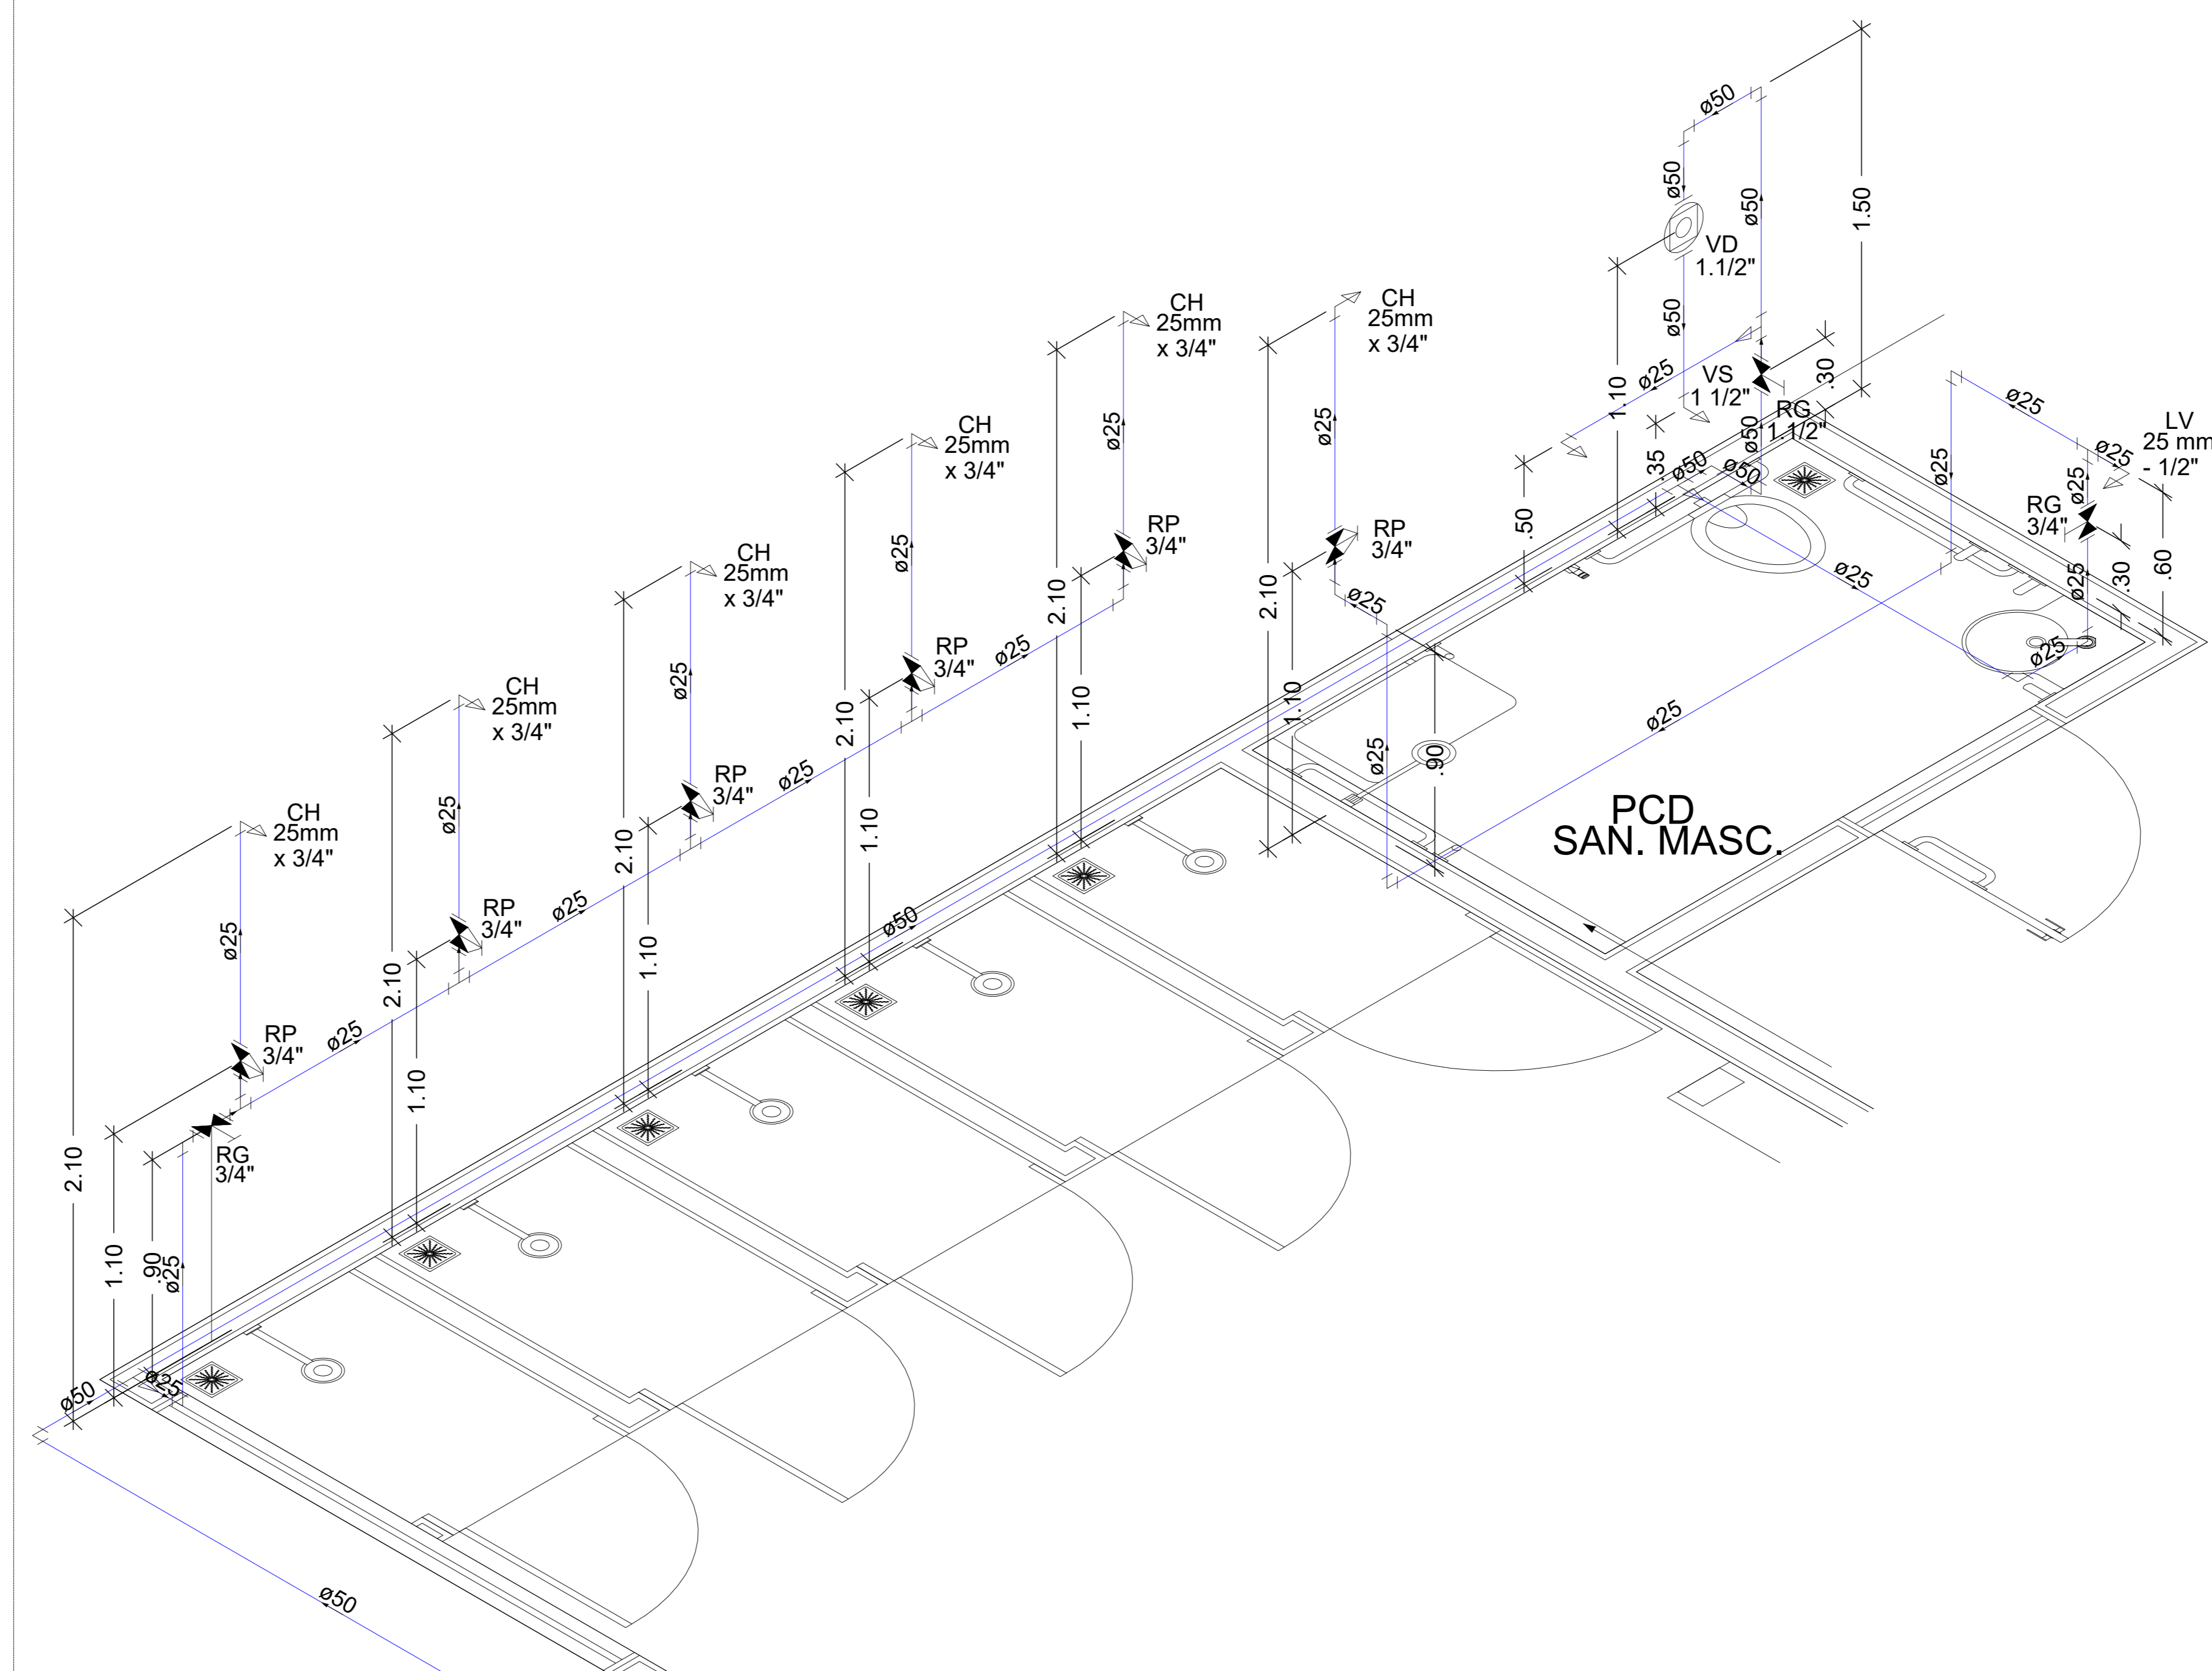 ø50
1.50
ø50
ø50
VD
1.1/2"
ø50
1.10
ø25
VS
1 1/2"
.30
RG
1.1/2"
ø50
.35
ø50
ø50
.50
ø25
LV
25 mm
- 1/2"
ø25
ø25
ø25
RG
3/4"
ø25
.30
.60
ø25
ø25
ø25
PCD
SAN. MASC.
CH
25mm
x 3/4"
ø25
RP
3/4"
2.10
1.10
ø25
ø25
.90
CH
25mm
x 3/4"
ø25
RP
3/4"
2.10
1.10
ø25
CH
25mm
x 3/4"
ø25
RP
3/4"
2.10
1.10
ø25
CH
25mm
x 3/4"
ø25
RP
3/4"
2.10
1.10
ø25
CH
25mm
x 3/4"
ø25
RP
3/4"
2.10
1.10
ø25
CH
25mm
x 3/4"
ø25
RP
3/4"
RG
3/4"
2.10
1.10
.90
ø25
ø50
ø25
ø50
ø50